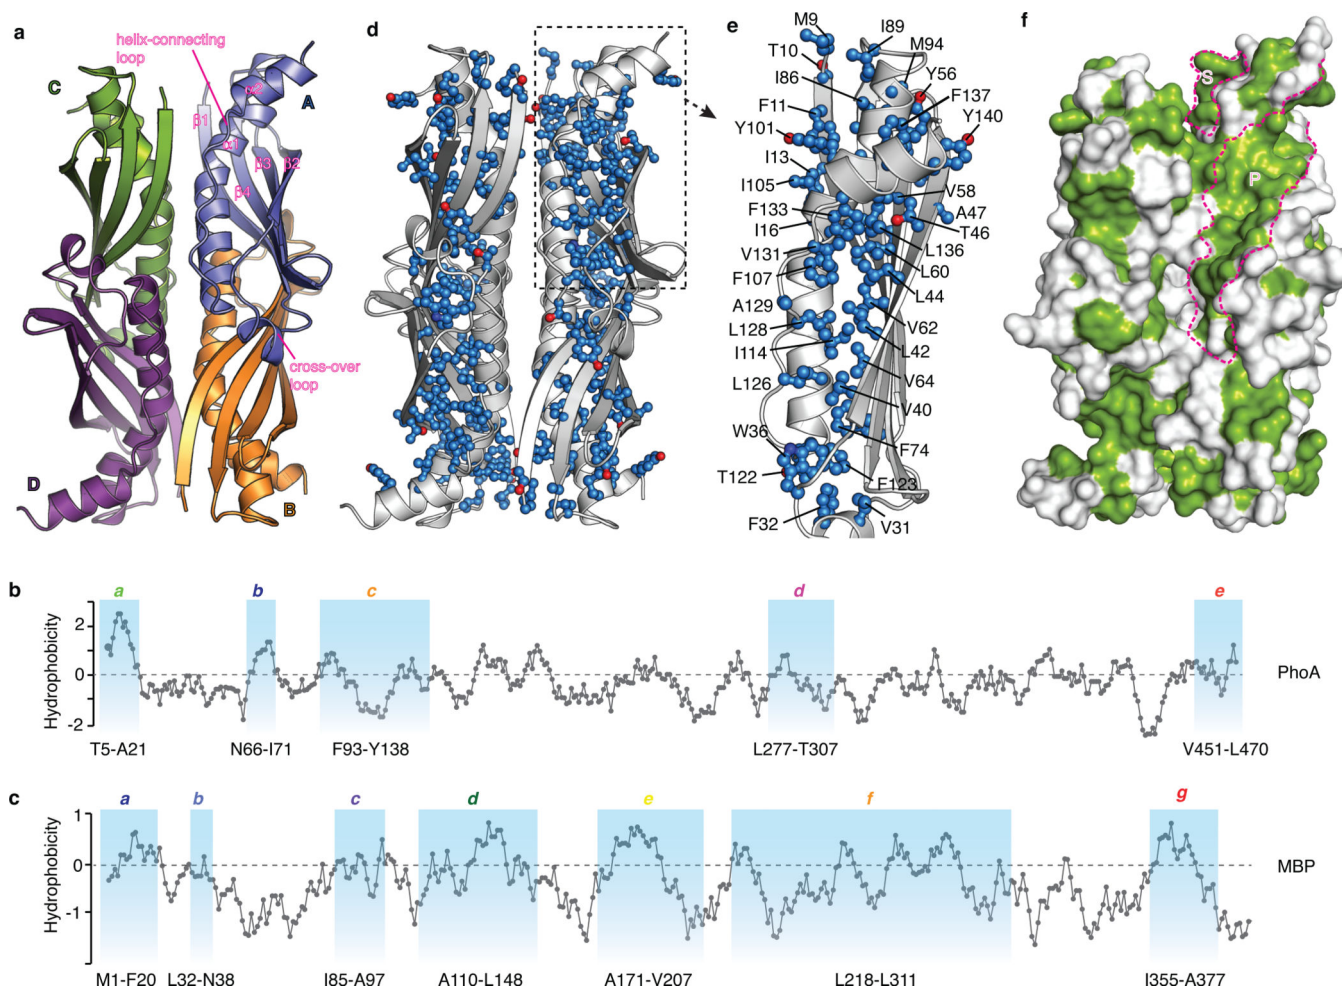 a
helix-connecting
loop
C
α2
A
β1
α1
β3
β2
β4
cross-over
loop
D
B
d
e
M9
I89
T10
M94
I86
Y56
F11
F137
Y101
Y140
I13
I105
V58
F133
A47
I16
T46
V131
L136
F107
L60
A129
L44
L128
V62
I114
L42
L126
V64
V40
W36
F74
T122
F123
F32
V31
f
S
P
b
a
b
c
d
e
Hydrophobicity
2
0
-2
PhoA
T5-A21
N66-I71
F93-Y138
L277-T307
V451-L470
c
a
b
c
d
e
f
g
Hydrophobicity
1
0
-1
MBP
M1-F20
L32-N38
I85-A97
A110-L148
A171-V207
L218-L311
I355-A377